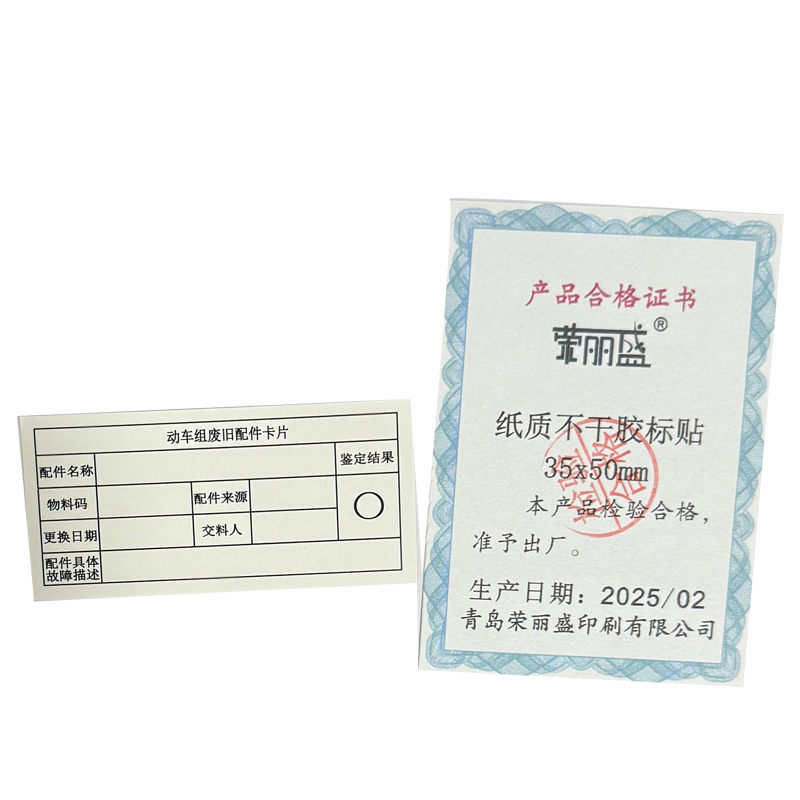 动车组废旧配件卡片
配件名称
鉴定结果
物料码
配件来源
更换日期
交料人
配件具体
故障描述
产品合格证书
荣丽盛®
纸质不干胶标贴
35x50mm
检验
合格
本产品检验合格，
准予出厂。
生产日期：2025/02
青岛荣丽盛印刷有限公司